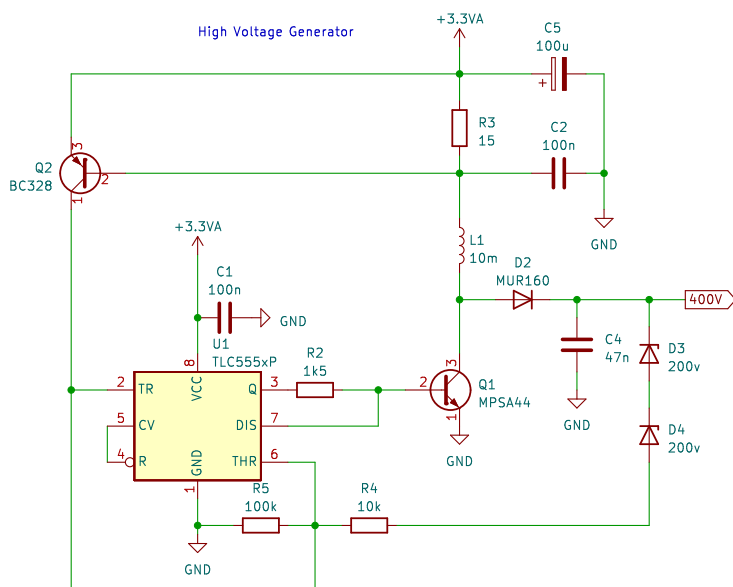 High Voltage Generator
+3.3VA
C5
100u
+
R3
15
C2
100n
GND
3
Q2
BC328
2
1
+3.3VA
L1
10m
C1
100n
GND
D2
MUR160
400V
U1
TLC555xP
8
VCC
R2
1k5
C4
47n
GND
D3
200v
2
TR
Q
3
5
CV
DIS
7
4
R
THR
6
GND
1
3
2
Q1
MPSA44
1
GND
D4
200v
R5
100k
R4
10k
GND